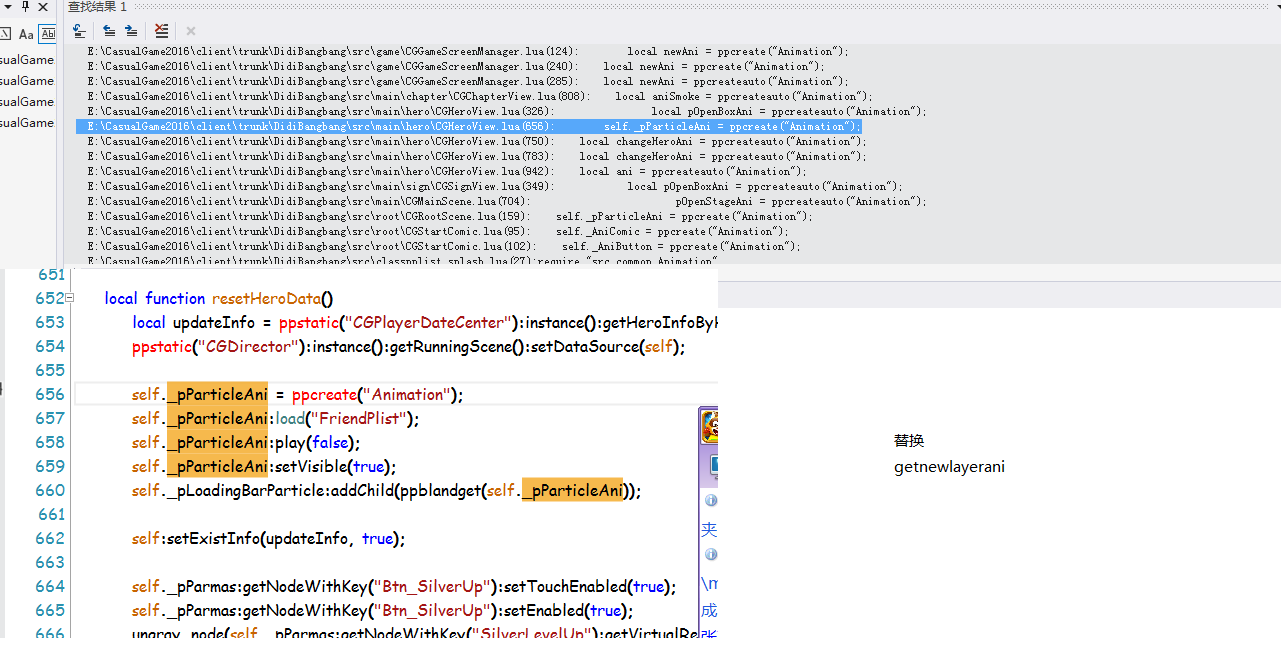 查找结果 1
Aa
Abl
sualGame
sualGame
sualGame
sualGame
E:\CasualGame2016\client\trunk\DidiBangbang\src\game\CGGameScreenManager.lua(124): local newAni = ppcreate("Animation");
E:\CasualGame2016\client\trunk\DidiBangbang\src\game\CGGameScreenManager.lua(240): local newAni = ppcreate("Animation");
E:\CasualGame2016\client\trunk\DidiBangbang\src\game\CGGameScreenManager.lua(285): local newAni = ppcreateauto("Animation");
E:\CasualGame2016\client\trunk\DidiBangbang\src\main\chapter\CGChapterView.lua(808): local aniSmoke = ppcreateauto("Animation");
E:\CasualGame2016\client\trunk\DidiBangbang\src\main\hero\CGHeroView.lua(326): local pOpenBoxAni = ppcreateauto("Animation");
E:\CasualGame2016\client\trunk\DidiBangbang\src\main\hero\CGHeroView.lua(656): self._pParticleAni = ppcreate("Animation");
E:\CasualGame2016\client\trunk\DidiBangbang\src\main\hero\CGHeroView.lua(750): local changeHeroAni = ppcreateauto("Animation");
E:\CasualGame2016\client\trunk\DidiBangbang\src\main\hero\CGHeroView.lua(783): local changeHeroAni = ppcreateauto("Animation");
E:\CasualGame2016\client\trunk\DidiBangbang\src\main\hero\CGHeroView.lua(942): local ani = ppcreateauto("Animation");
E:\CasualGame2016\client\trunk\DidiBangbang\src\main\sign\CGSignView.lua(349): local pOpenBoxAni = ppcreateauto("Animation");
E:\CasualGame2016\client\trunk\DidiBangbang\src\main\CGMainScene.lua(704): pOpenStageAni = ppcreateauto("Animation");
E:\CasualGame2016\client\trunk\DidiBangbang\src\root\CGRootScene.lua(159): self._pParticleAni = ppcreate("Animation");
E:\CasualGame2016\client\trunk\DidiBangbang\src\root\CGStartComic.lua(95): self._AniComic = ppcreate("Animation");
E:\CasualGame2016\client\trunk\DidiBangbang\src\root\CGStartComic.lua(102): self._AniButton = ppcreate("Animation");
E:\CasualGame2016\client\trunk\DidiBangbang\src\classpplist_splash.lua(27):require "src.common.Animation"
651
652 local function resetHeroData()
653 local updateInfo = ppstatic("CGPlayerDateCenter"):instance():getHeroInfoByK
654 ppstatic("CGDirector"):instance():getRunningScene():setDataSource(self);
655
656 self._pParticleAni = ppcreate("Animation");
657 self._pParticleAni:load("FriendPlist");
658 self._pParticleAni:play(false);
659 self._pParticleAni:setVisible(true);
660 self._pLoadingBarParticle:addChild(ppblandget(self._pParticleAni));
661
662 self:setExistInfo(updateInfo, true);
663
664 self._pParmas:getNodeWithKey("Btn_SilverUp"):setTouchEnabled(true);
665 self._pParmas:getNodeWithKey("Btn_SilverUp"):setEnabled(true);
666 ungray_node(self._pParmas:getNodeWithKey("SilverLevelUp"):getVirtualRe
夹
\m
成
张
替换
getnewlayerani